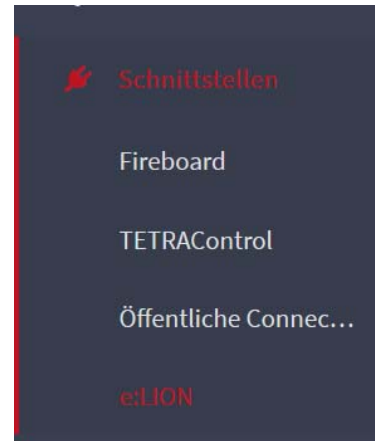 Schnittstellen
Fireboard
TETRAControl
Öffentliche Connec...
e:LION